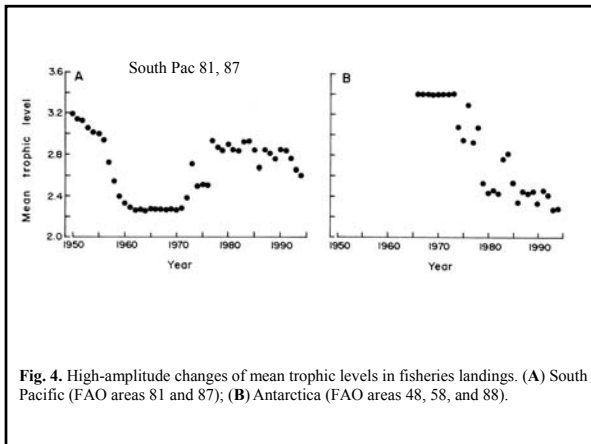 South Pac 81, 87
A
3.6
3.2
2.8
2.4
2.0
Mean trophic level
1950
1960
1970
1980
1990
Year
B
1950
1960
1970
1980
1990
Year
Fig. 4. High-amplitude changes of mean trophic levels in fisheries landings. (A) South
Pacific (FAO areas 81 and 87); (B) Antarctica (FAO areas 48, 58, and 88).